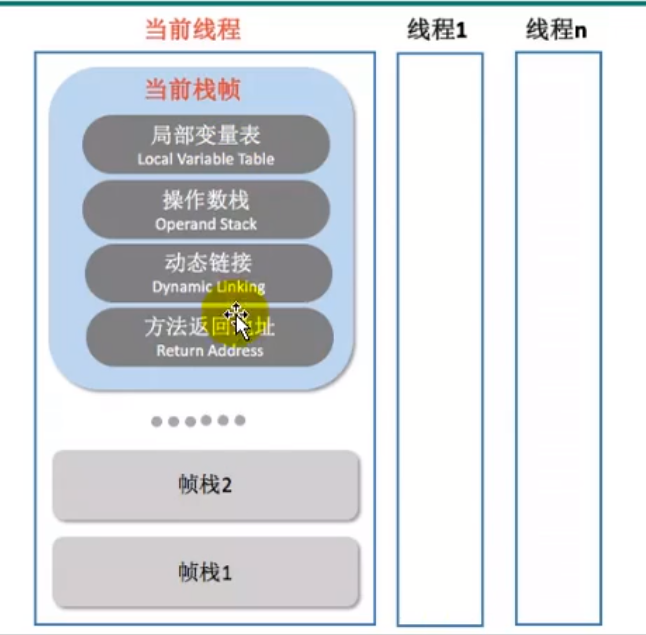 当前线程
线程1
线程n
当前栈帧
局部变量表
Local Variable Table
操作数栈
Operand Stack
动态链接
Dynamic Linking
方法返回地址
Return Address
帧栈2
帧栈1